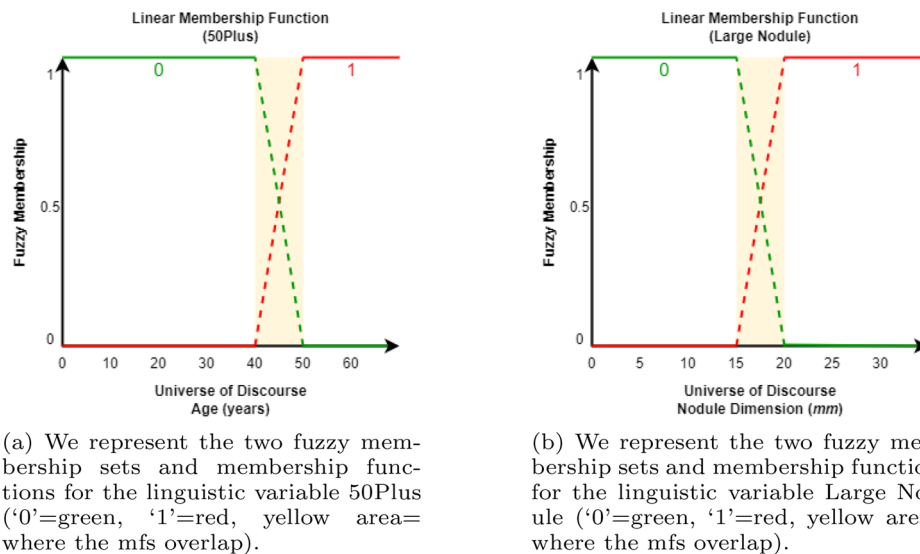 Linear Membership Function
(50Plus)
0
1
1
0.5
0
Fuzzy Membership
0 10 20 30 40 50 60
Universe of Discourse
Age (years)
(a) We represent the two fuzzy mem-
bership sets and membership func-
tions for the linguistic variable 50Plus
(‘0’=green, ‘1’=red, yellow area=
where the mfs overlap).
Linear Membership Function
(Large Nodule)
0
1
1
0.5
0
Fuzzy Membership
0 5 10 15 20 25 30
Universe of Discourse
Nodule Dimension (mm)
(b) We represent the two fuzzy me
bership sets and membership function
for the linguistic variable Large No
ule (‘0’=green, ‘1’=red, yellow are
where the mfs overlap).